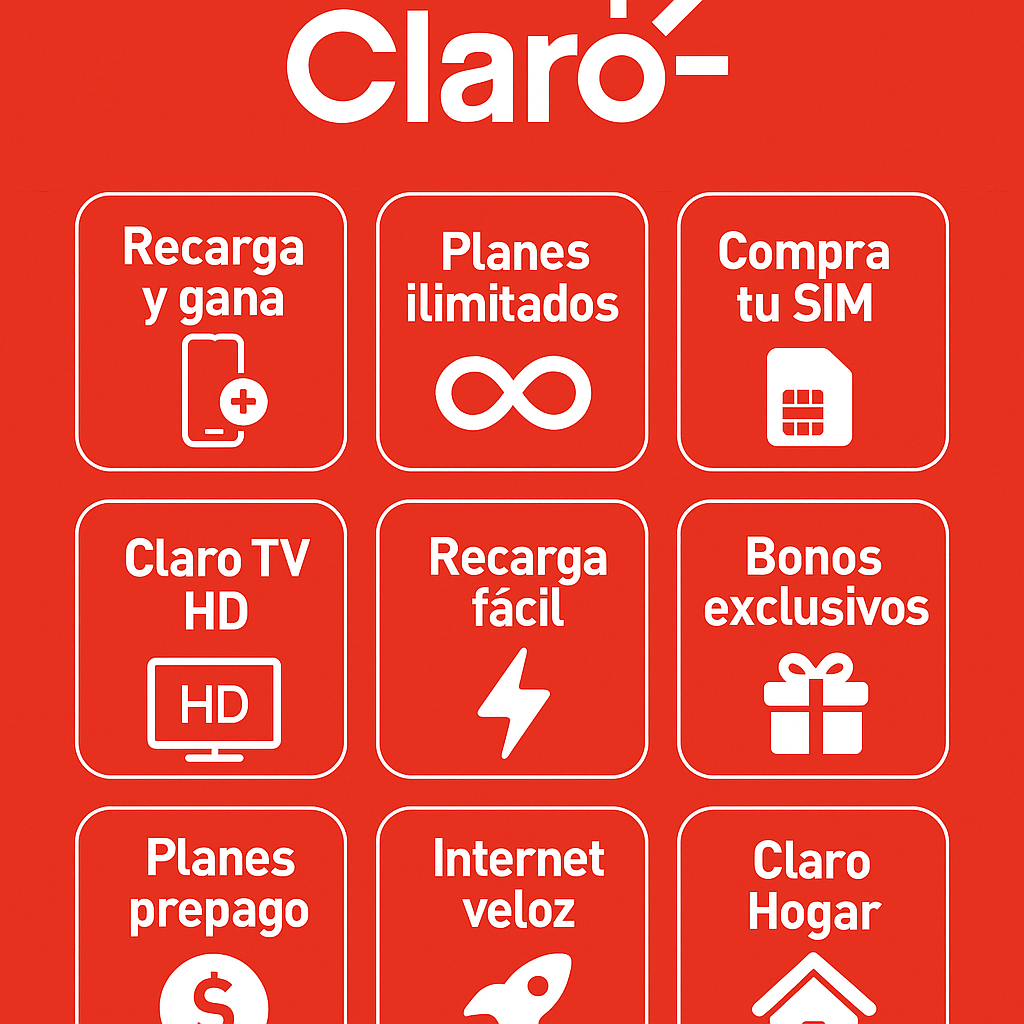 Claro
Recarga
y gana
Planes
ilimitados
Compra
tu SIM
Claro TV
HD
HD
Recarga
fácil
Bonos
exclusivos
Planes
prepago
$
Internet
veloz
Claro
Hogar